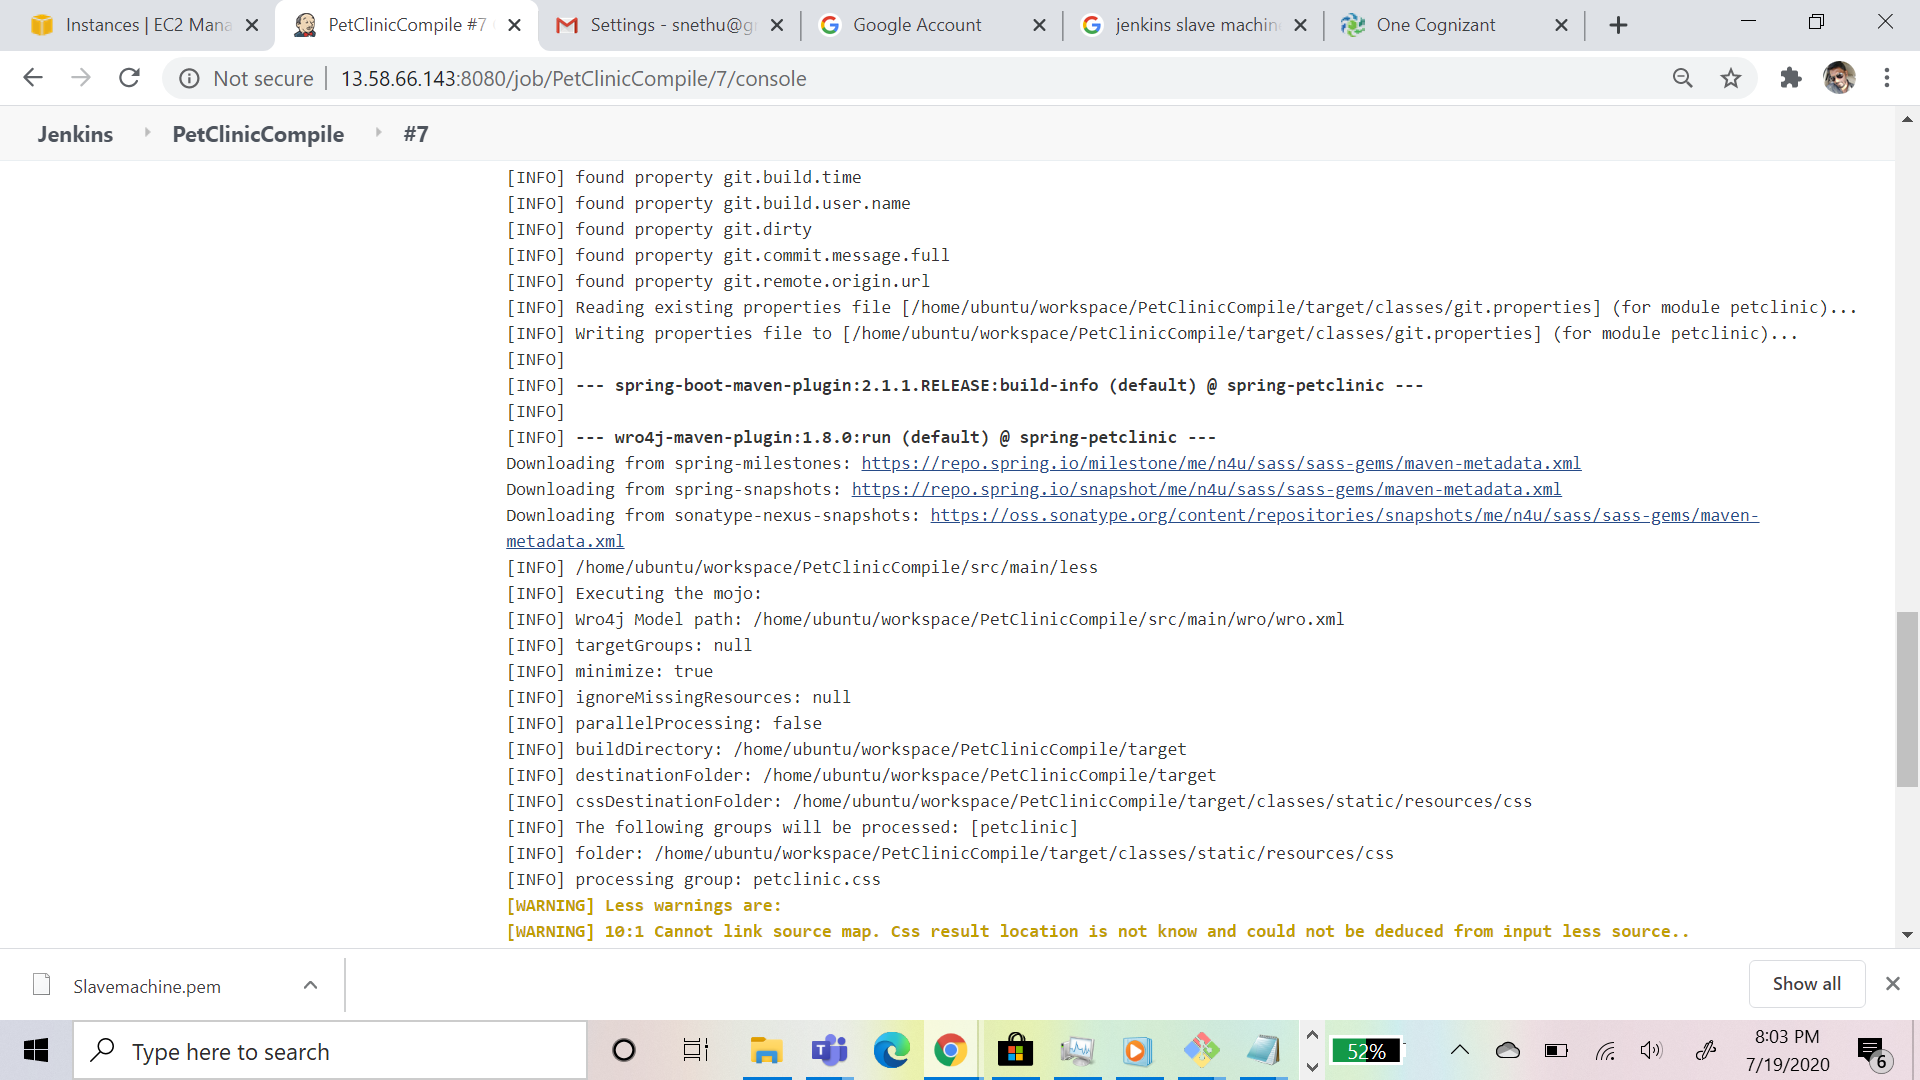 Instances | EC2 Mana
PetClinicCompile #7
Settings - snethu@g
Google Account
jenkins slave machin
One Cognizant
Not secure
13.58.66.143:8080/job/PetClinicCompile/7/console
Jenkins
PetClinicCompile
#7
[INFO] found property git.build.time
[INFO] found property git.build.user.name
[INFO] found property git.dirty
[INFO] found property git.commit.message.full
[INFO] found property git.remote.origin.url
[INFO] Reading existing properties file [/home/ubuntu/workspace/PetClinicCompile/target/classes/git.properties] (for module petclinic)...
[INFO] Writing properties file to [/home/ubuntu/workspace/PetClinicCompile/target/classes/git.properties] (for module petclinic)...
[INFO]
[INFO] --- spring-boot-maven-plugin:2.1.1.RELEASE:build-info (default) @ spring-petclinic ---
[INFO]
[INFO] --- wro4j-maven-plugin:1.8.0:run (default) @ spring-petclinic ---
Downloading from spring-milestones: https://repo.spring.io/milestone/me/n4u/sass/sass-gems/maven-metadata.xml
Downloading from spring-snapshots: https://repo.spring.io/snapshot/me/n4u/sass/sass-gems/maven-metadata.xml
Downloading from sonatype-nexus-snapshots: https://oss.sonatype.org/content/repositories/snapshots/me/n4u/sass/sass-gems/maven-
metadata.xml
[INFO] /home/ubuntu/workspace/PetClinicCompile/src/main/less
[INFO] Executing the mojo:
[INFO] Wro4j Model path: /home/ubuntu/workspace/PetClinicCompile/src/main/wro/wro.xml
[INFO] targetGroups: null
[INFO] minimize: true
[INFO] ignoreMissingResources: null
[INFO] parallelProcessing: false
[INFO] buildDirectory: /home/ubuntu/workspace/PetClinicCompile/target
[INFO] destinationFolder: /home/ubuntu/workspace/PetClinicCompile/target
[INFO] cssDestinationFolder: /home/ubuntu/workspace/PetClinicCompile/target/classes/static/resources/css
[INFO] The following groups will be processed: [petclinic]
[INFO] folder: /home/ubuntu/workspace/PetClinicCompile/target/classes/static/resources/css
[INFO] processing group: petclinic.css
[WARNING] Less warnings are:
[WARNING] 10:1 Cannot link source map. Css result location is not know and could not be deduced from input less source..
Slavemachine.pem
Show all
Type here to search
52%
8:03 PM
7/19/2020
6